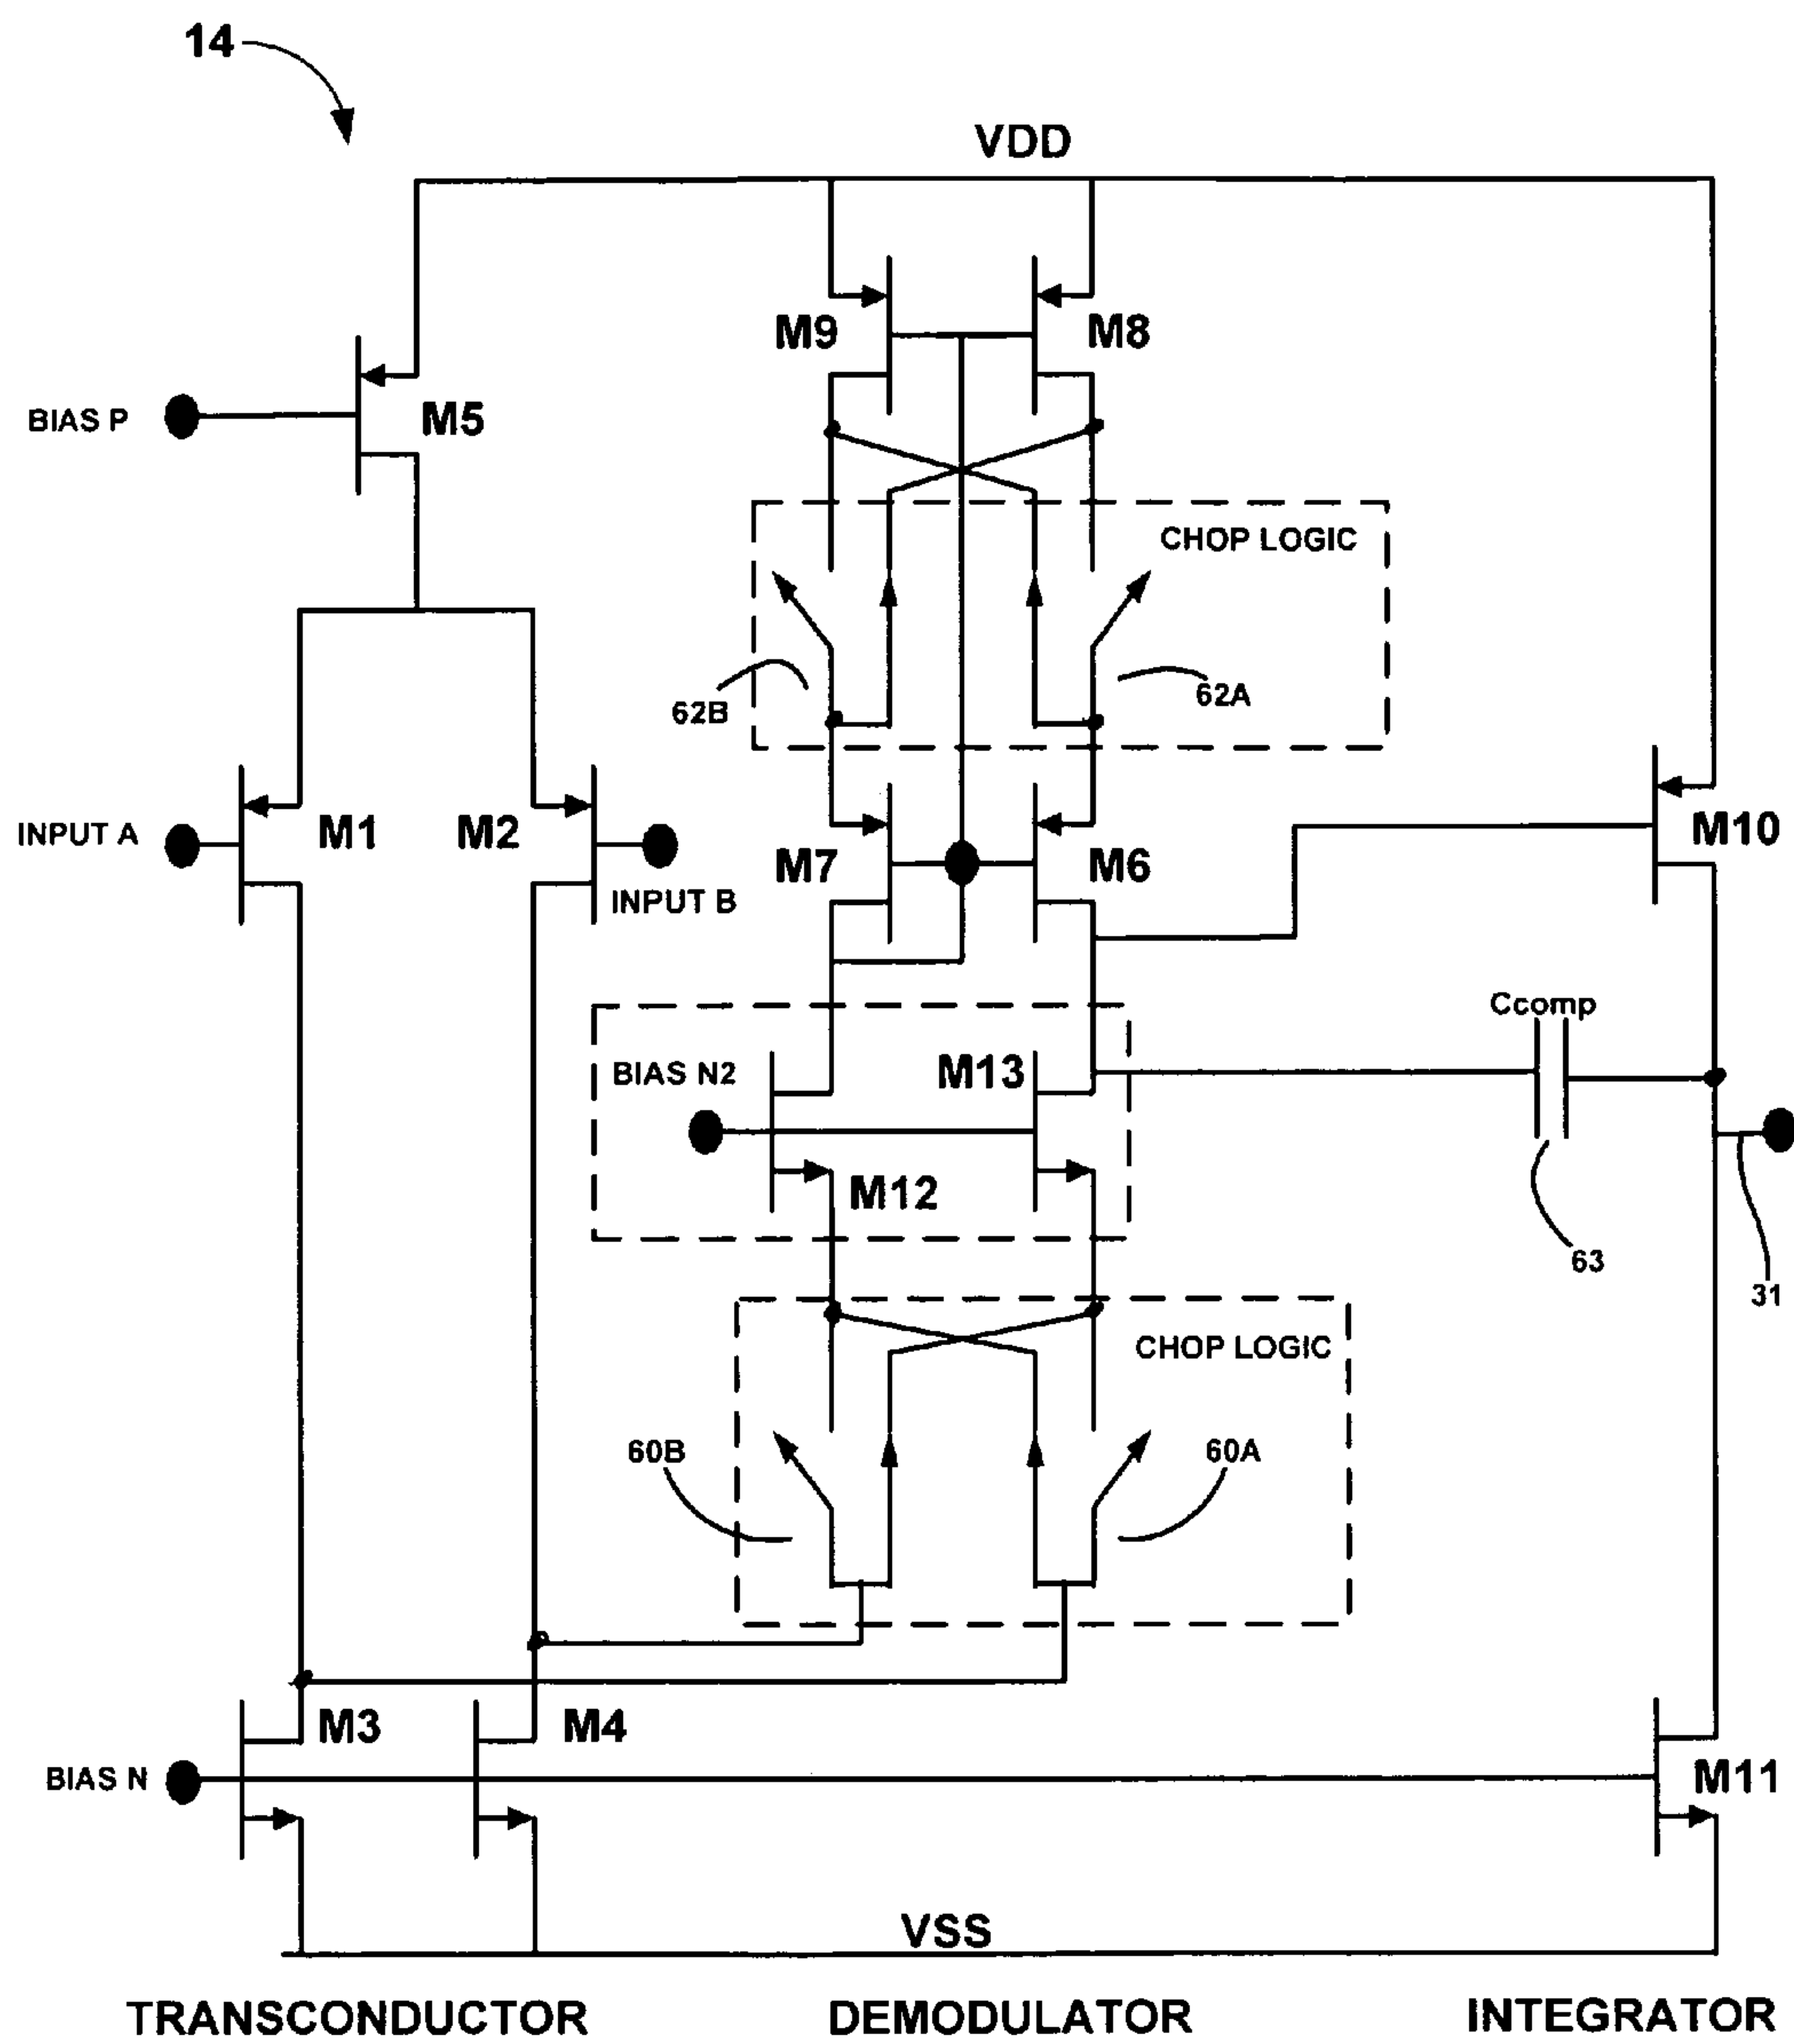 14
VDD
M9
M8
BIAS P
M5
CHOP LOGIC
62B
62A
INPUT A
M1
M2
INPUT B
M7
M6
M10
Ccomp
BIAS N2
M13
M12
63
31
CHOP LOGIC
60B
60A
M3
M4
BIAS N
M11
VSS
TRANSCONDUCTOR
DEMODULATOR
INTEGRATOR